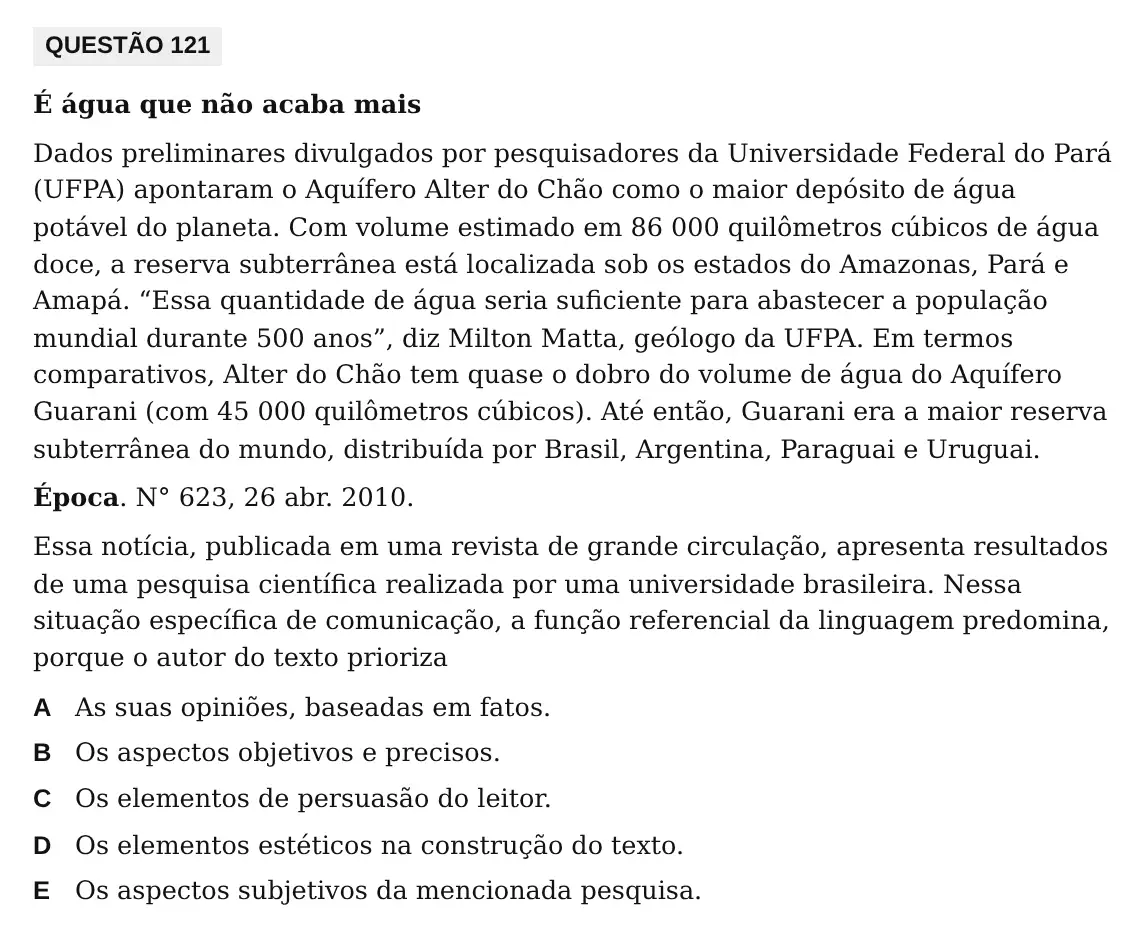 QUESTÃO 121
É água que não acaba mais
Dados preliminares divulgados por pesquisadores da Universidade Federal do Pará
(UFPA) apontaram o Aquífero Alter do Chão como o maior depósito de água
potável do planeta. Com volume estimado em 86 000 quilômetros cúbicos de água
doce, a reserva subterrânea está localizada sob os estados do Amazonas, Pará e
Amapá. “Essa quantidade de água seria suficiente para abastecer a população
mundial durante 500 anos”, diz Milton Matta, geólogo da UFPA. Em termos
comparativos, Alter do Chão tem quase o dobro do volume de água do Aquífero
Guarani (com 45 000 quilômetros cúbicos). Até então, Guarani era a maior reserva
subterrânea do mundo, distribuída por Brasil, Argentina, Paraguai e Uruguai.
Época. N° 623, 26 abr. 2010.
Essa notícia, publicada em uma revista de grande circulação, apresenta resultados
de uma pesquisa científica realizada por uma universidade brasileira. Nessa
situação específica de comunicação, a função referencial da linguagem predomina,
porque o autor do texto prioriza
A As suas opiniões, baseadas em fatos.
B Os aspectos objetivos e precisos.
C Os elementos de persuasão do leitor.
D Os elementos estéticos na construção do texto.
E Os aspectos subjetivos da mencionada pesquisa.